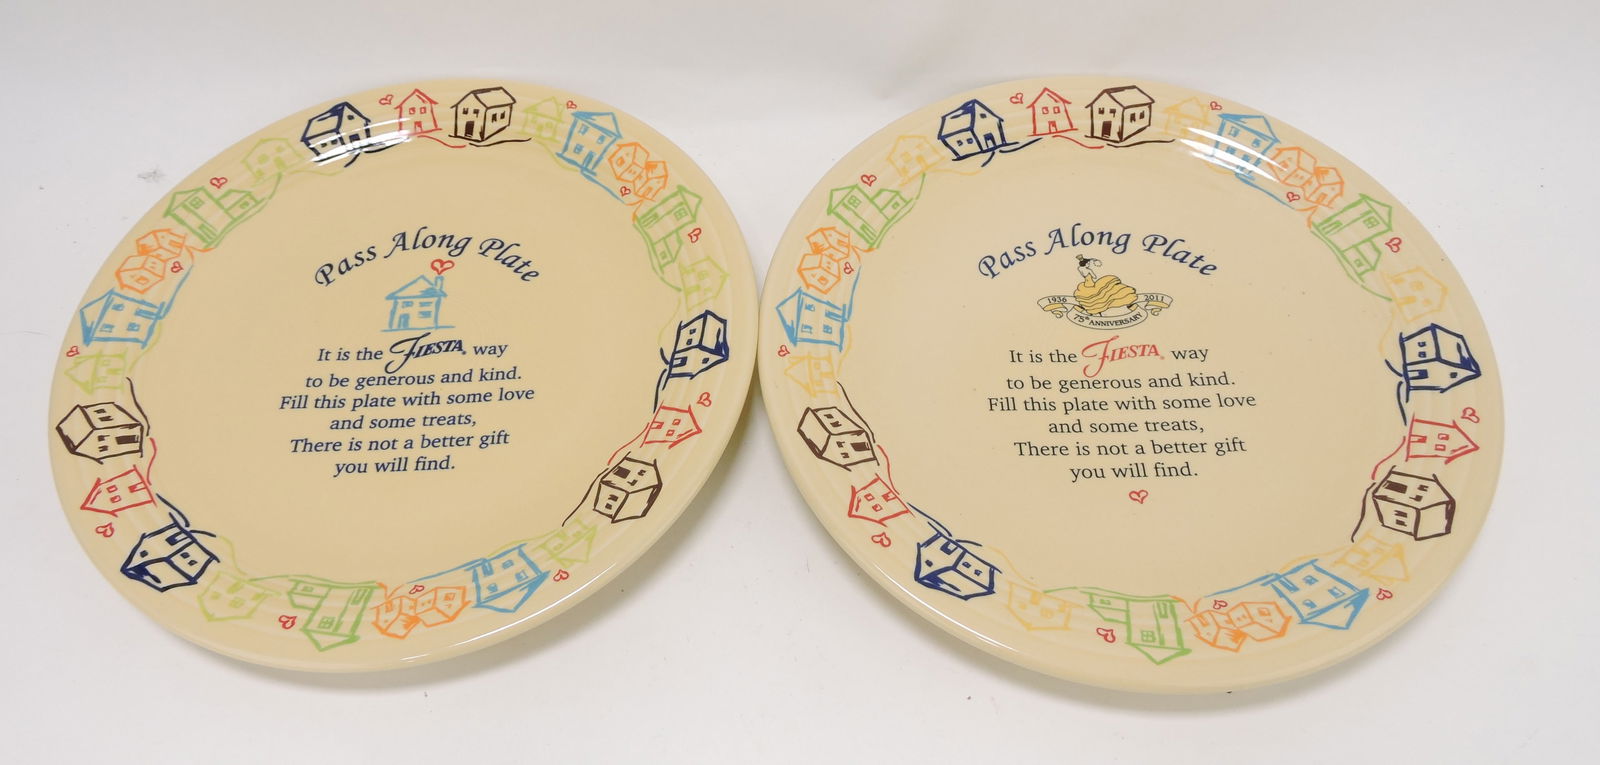 Pass Along Plate
It is the FIESTA® way
to be generous and kind.
Fill this plate with some love
and some treats,
There is not a better gift
you will find.
Pass Along Plate
1936 2011
75th ANNIVERSARY
It is the FIESTA® way
to be generous and kind.
Fill this plate with some love
and some treats,
There is not a better gift
you will find.